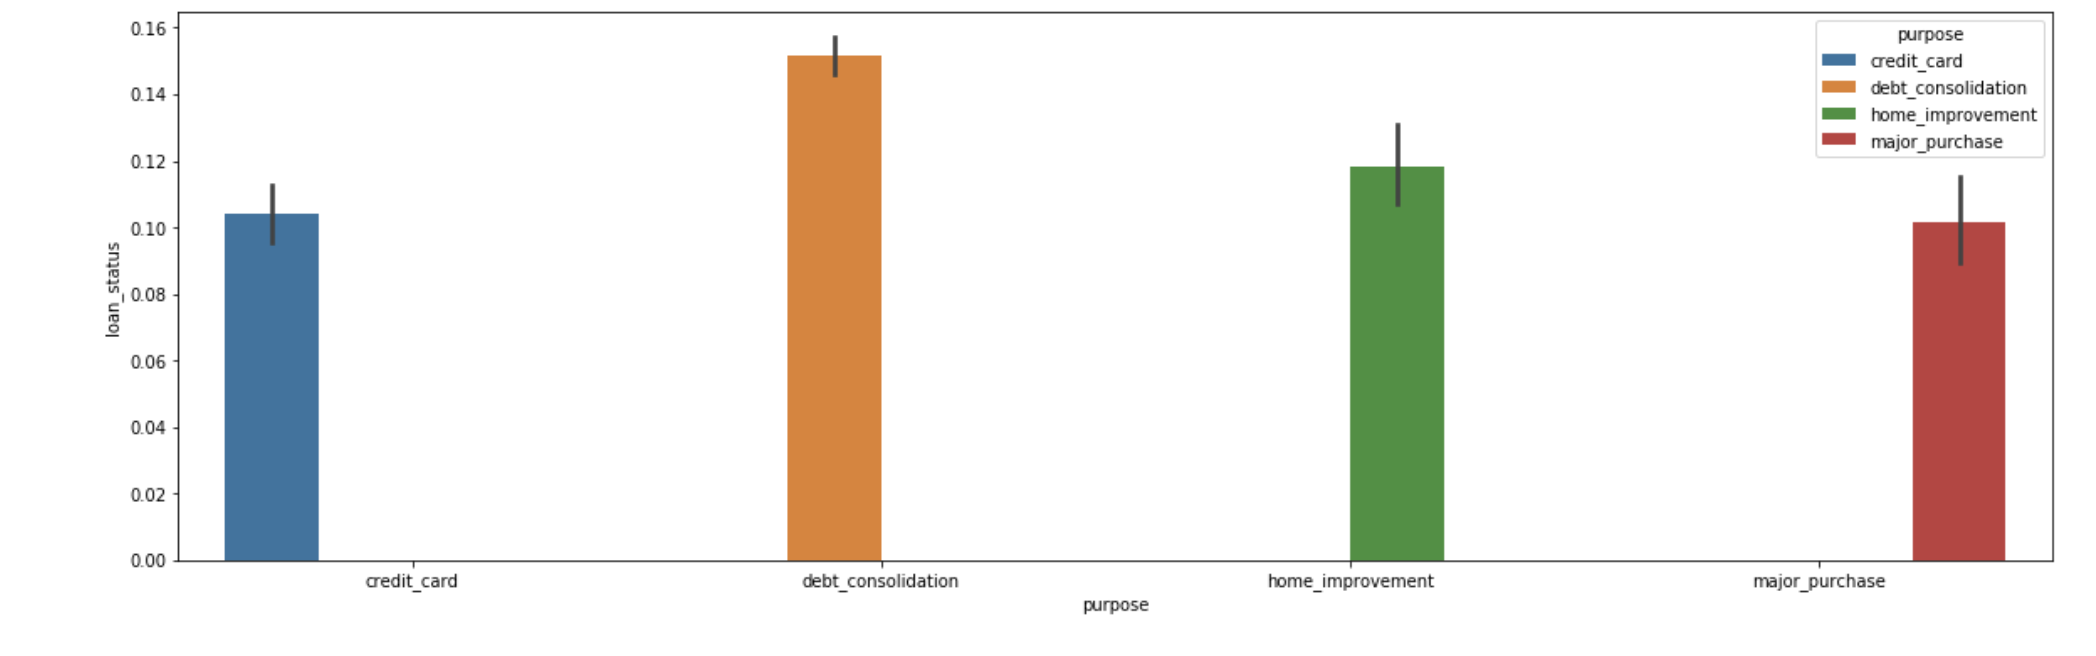 0.16
0.14
0.12
0.10
0.08
0.06
0.04
0.02
0.00
loan_status
purpose
credit_card
debt_consolidation
home_improvement
major_purchase
credit_card debt_consolidation home_improvement major_purchase
purpose